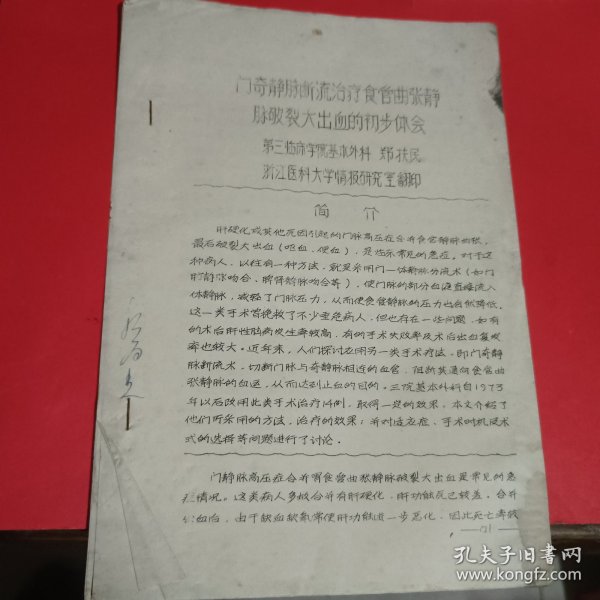 门奇静脉断流治疗食管曲张静
脉破裂大出血的初步体会
第三临床学院基本外科 郑扶民
浙江医科大学情报研究室翻印
简 介
肝硬化或其他原因引起的门脉高压症合并食管静脉曲张,
最后破裂大出血(呕血、便血),是临床常见的急症。对于这
种病人,以往有一种方法,就是采用门一体静脉分流术(如门
腔静脉吻合、脾肾静脉吻合等),使门脉的部分血液直接流入
体静脉,减轻了门脉压力,从而使食管静脉的压力也自然降低。
这一类手术曾挽救了不少垂危病人,但也存在一些问题,如有
的术后肝性脑病发生率较高,有的手术失败率及术后出血复发
率也较大。近年来,人们探讨应用另一类手术疗法,即门奇静
脉断流术,切断门脉与奇静脉相近的血管,阻断其通向食管曲
张静脉的血运,从而达到止血的目的。三院基本外科自1973
年以后改用此类手术治疗14例,取得一定的效果,本文介绍了
他们所采用的方法,治疗的效果;并对适应症、手术时机及术
式的选择等问题进行了讨论。
门静脉高压症合并胃食管曲张静脉破裂大出血是常见的急
症情况。这类病人多数合并有肝硬化,肝功能就已较差,合并
出血后,由于缺血缺氧常使肝功能进一步恶化,因此死亡率较
孔夫子旧书网
www.kongfz.com